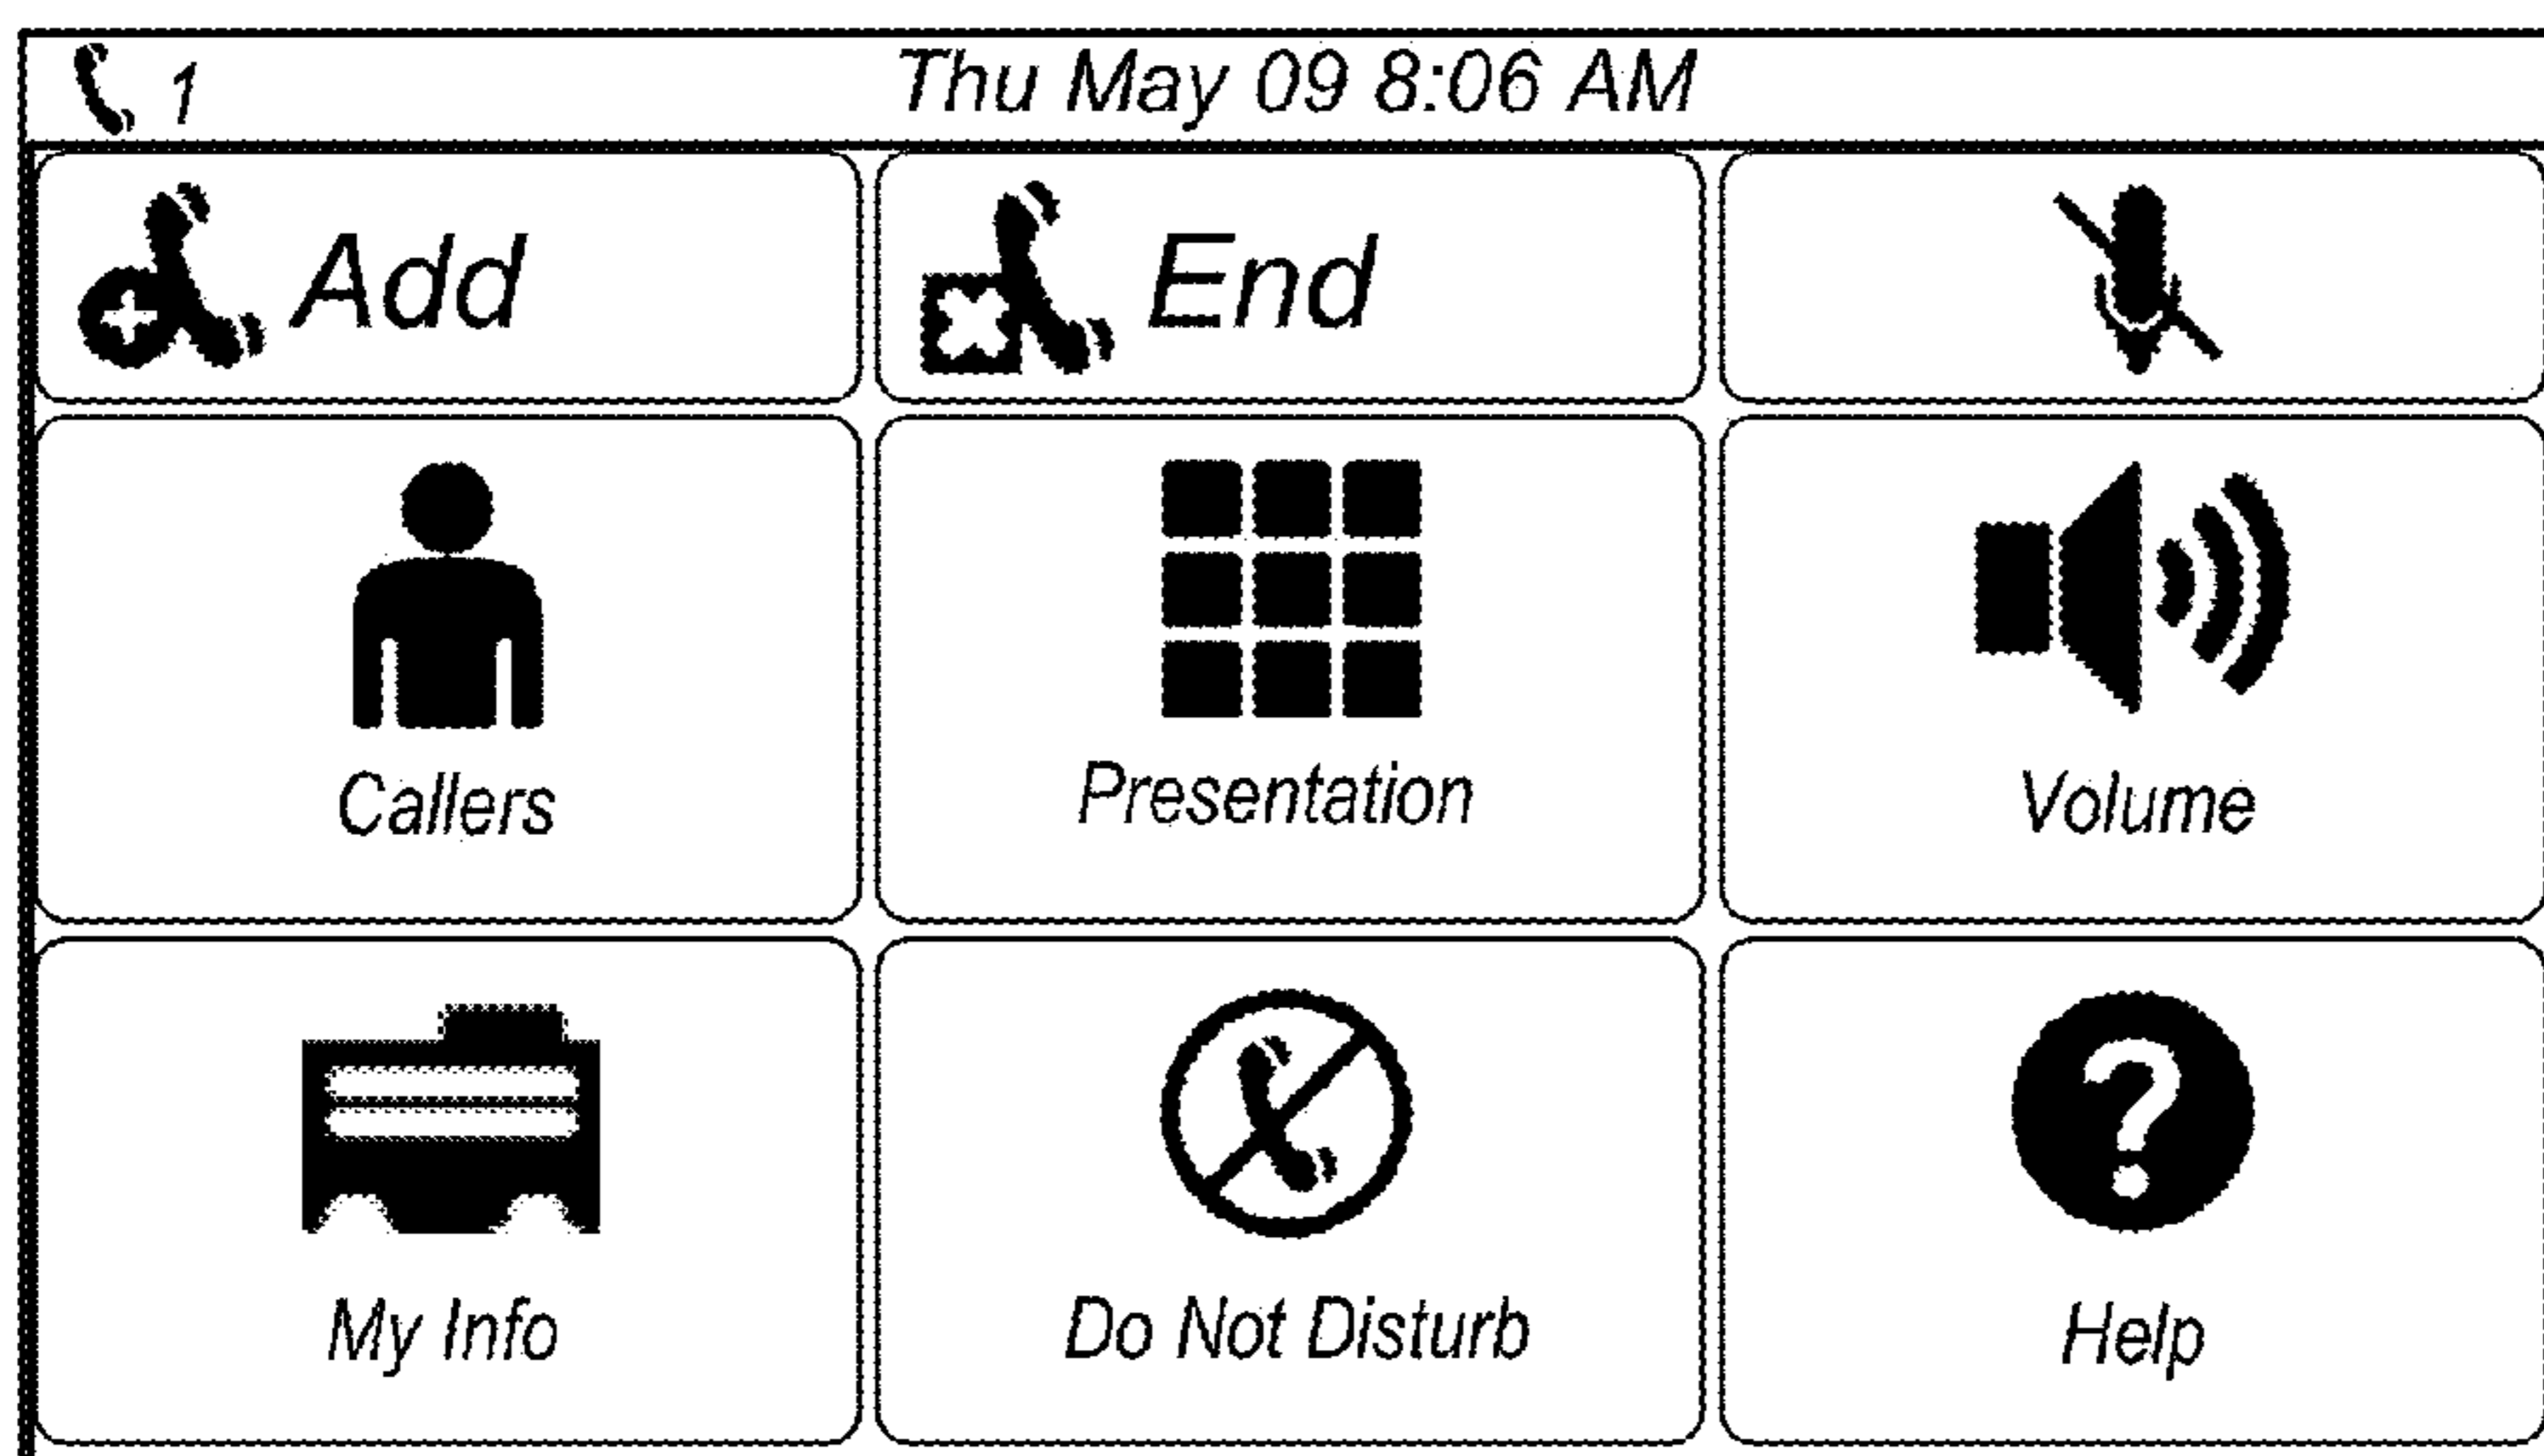 1 Thu May 09 8:06 AM
Add End
Callers Presentation Volume
My Info Do Not Disturb Help